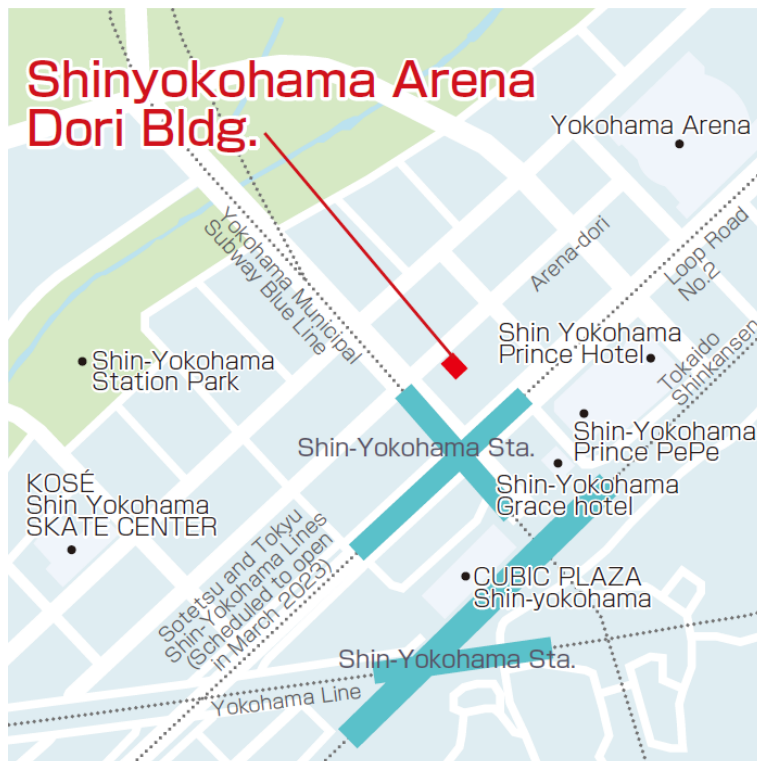 Shinyokohama Arena
Dori Bldg.
Yokohama Arena
Yokohama Municipal
Subway Blue Line
Arena-dori
Loop Road
No.2
Shin Yokohama
Prince Hotel
Tokaido
Shinkansen
Shin-Yokohama
Station Park
Shin-Yokohama Sta.
Shin-Yokohama
Prince PePe
Shin-Yokohama
Grace hotel
KOSÉ
Shin Yokohama
SKATE CENTER
Sotetsu and Tokyu
Shin-Yokohama Lines
(Scheduled to open
in March 2023)
CUBIC PLAZA
Shin-yokohama
Shin-Yokohama Sta.
Yokohama Line